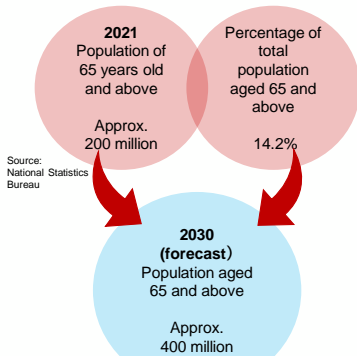 2021
Population of
65 years old
and above
Approx.
200 million
Percentage of
total
population
aged 65 and
above
14.2%
Source:
National Statistics
Bureau
2030
(forecast）
Population aged
65 and above
Approx.
400 million